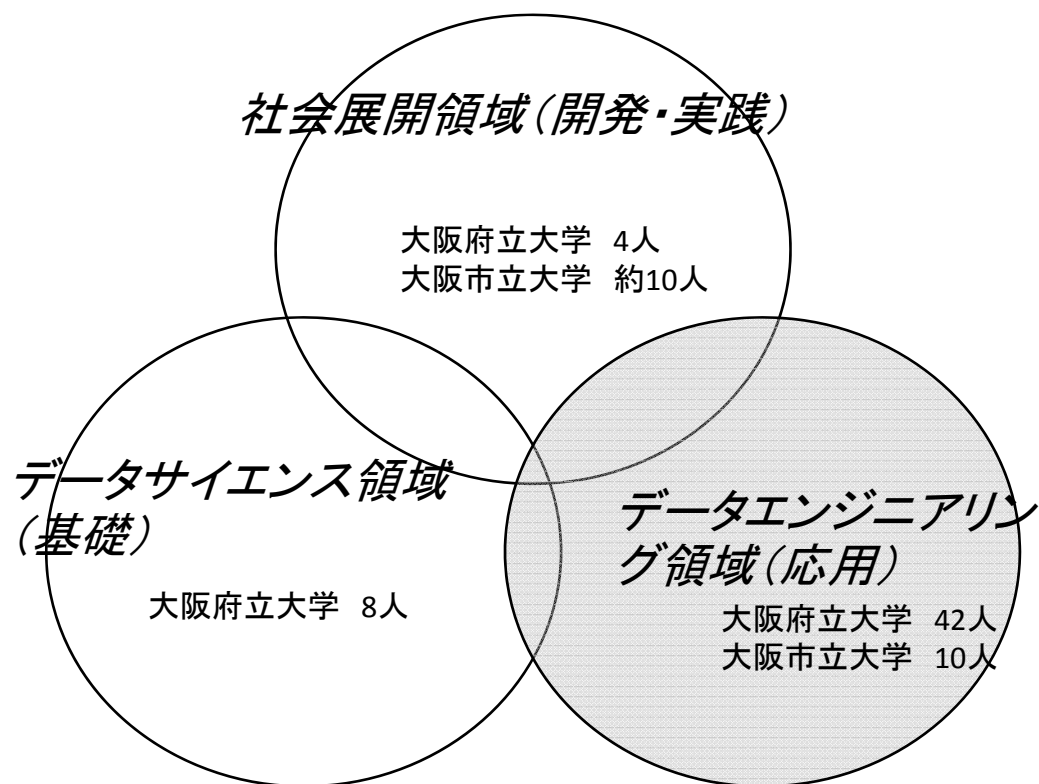 社会展開領域（開発・実践）
大阪府立大学 4人
大阪市立大学 約10人
データサイエンス領域
（基礎）
大阪府立大学 8人
データエンジニアリン
グ領域（応用）
大阪府立大学 42人
大阪市立大学 10人